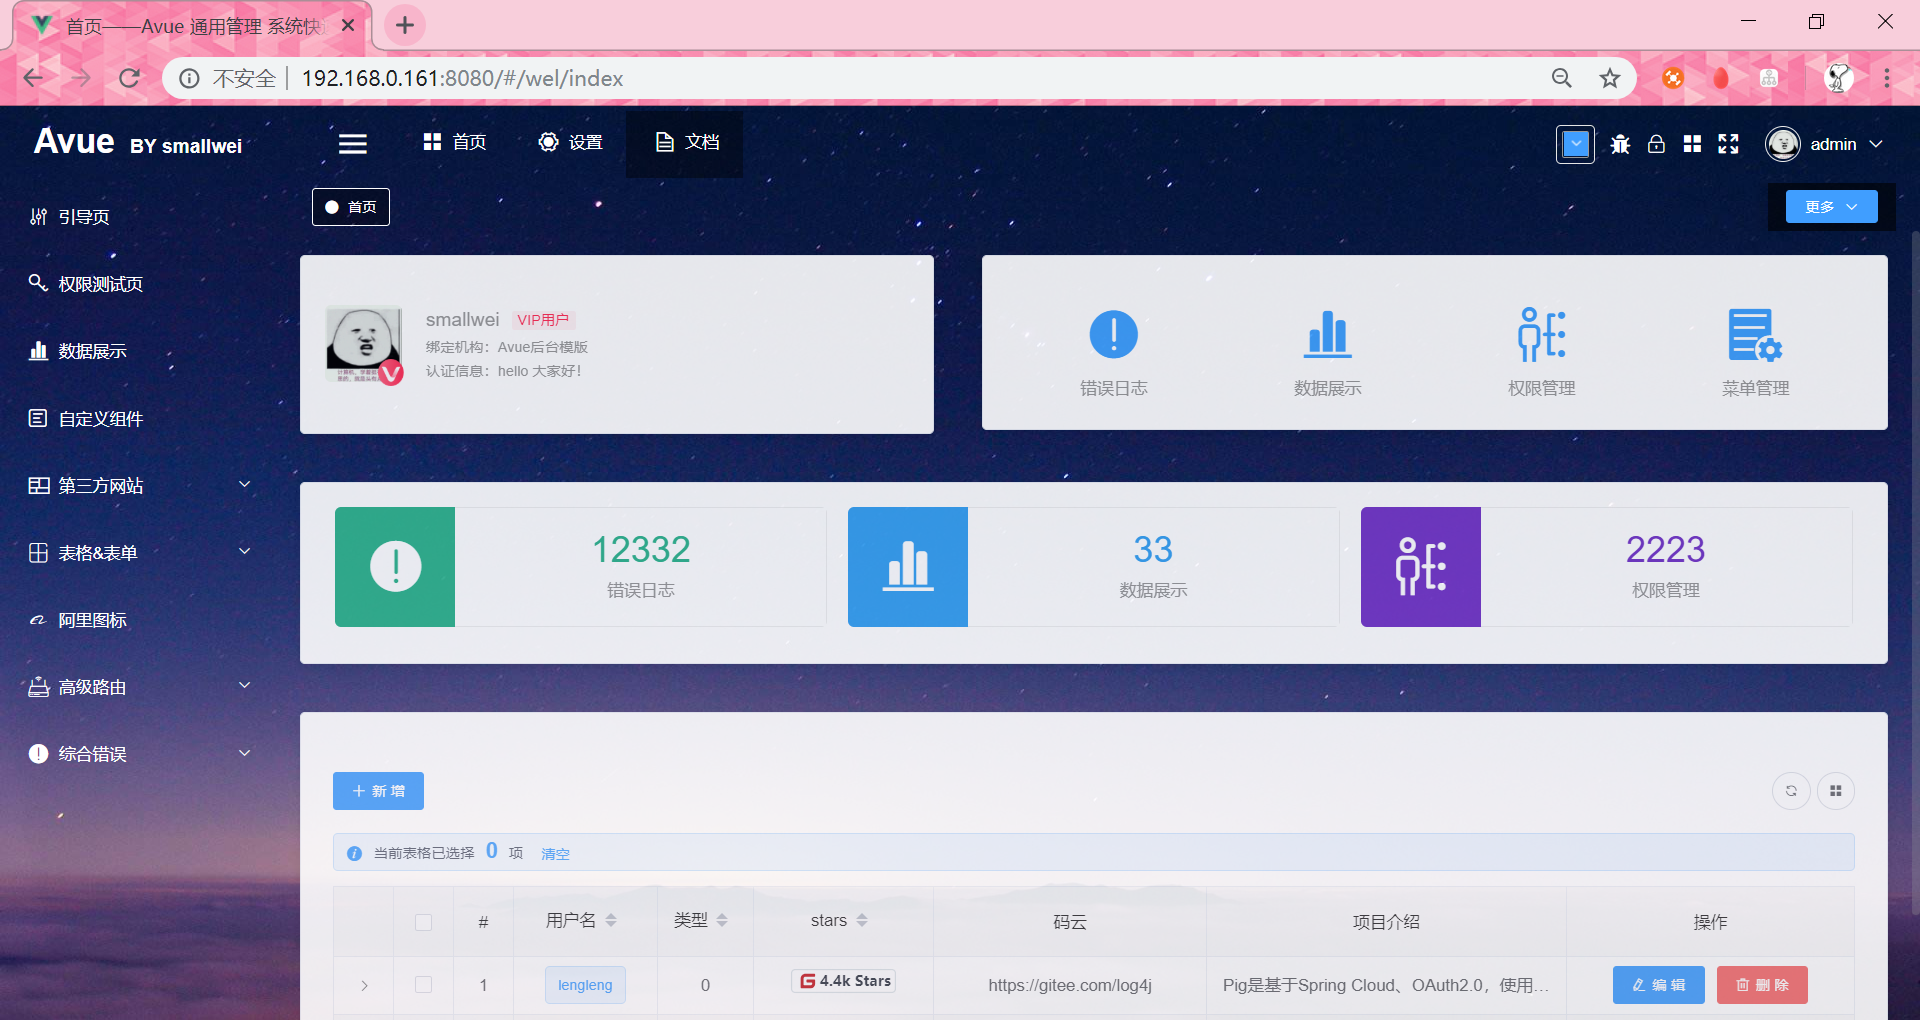 首页——Avue 通用管理 系统快
不安全 192.168.0.161:8080/#/wel/index
Avue BY smallwei
首页
设置
文档
admin
引导页
权限测试页
数据展示
自定义组件
第三方网站
表格&表单
阿里图标
高级路由
综合错误
首页
更多
smallwei VIP用户
绑定机构：Avue后台模版
认证信息：hello 大家好！
错误日志
数据展示
权限管理
菜单管理
12332
错误日志
33
数据展示
2223
权限管理
新 增
当前表格已选择 0 项 清空
# 用户名 类型 stars 码云 项目介绍 操作
1 lengleng 0 G 4.4k Stars https://gitee.com/log4j Pig是基于Spring Cloud、OAuth2.0，使用... 编 辑 删 除